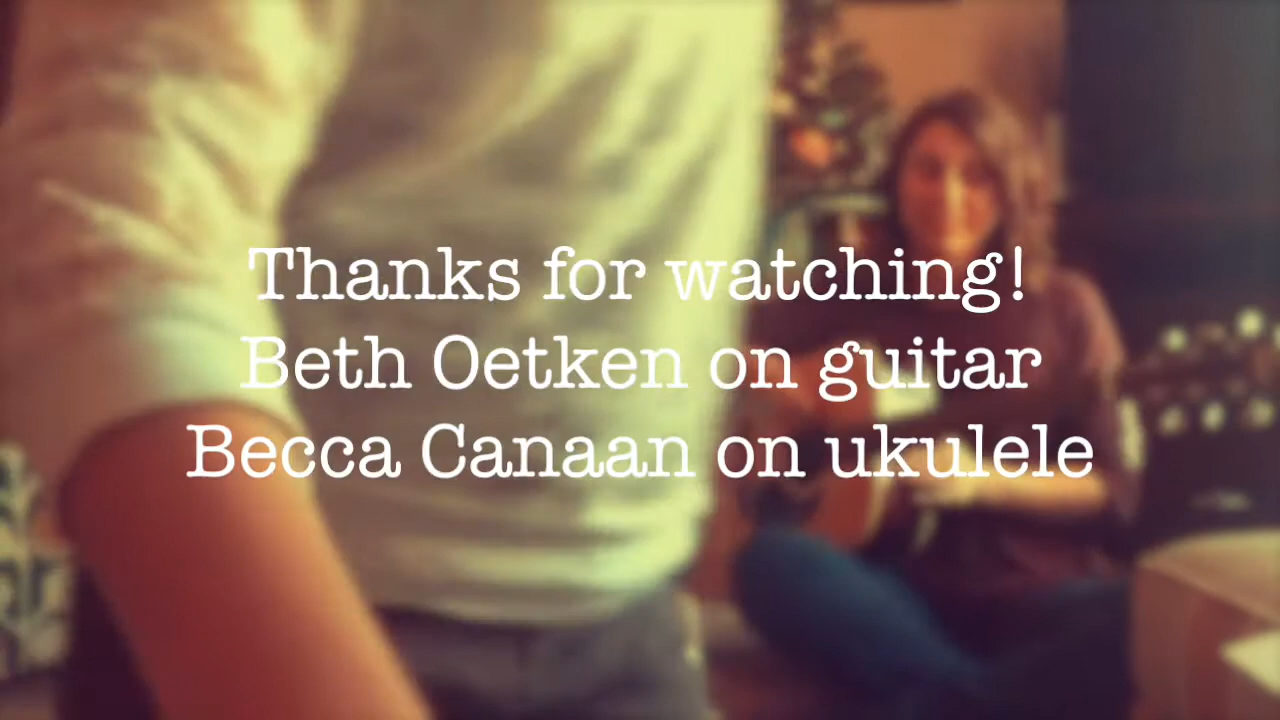 Thanks for watching!
Beth Oetken on guitar
Becca Canaan on ukulele